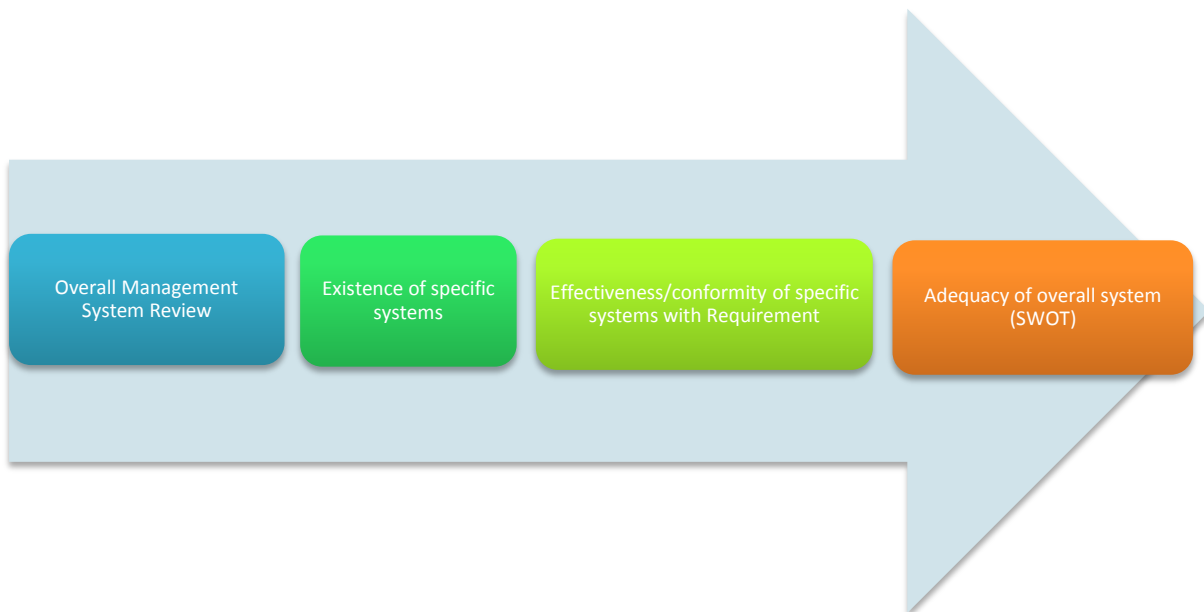 Overall Management
System Review
Existence of specific
systems
Effectiveness/conformity of specific
systems with Requirement
Adequacy of overall system
(SWOT)